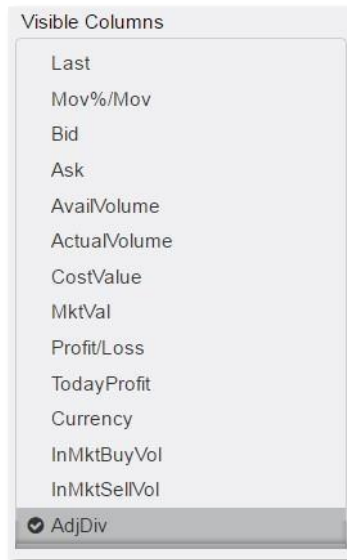 Visible Columns
Last
Mov%/Mov
Bid
Ask
AvailVolume
ActualVolume
CostValue
MktVal
Profit/Loss
TodayProfit
Currency
InMktBuyVol
InMktSellVol
AdjDiv